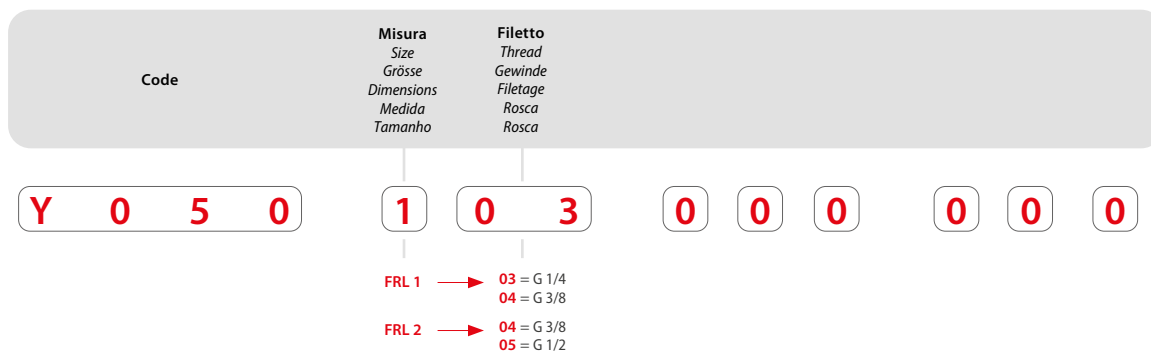 Code
Misura
Size
Grösse
Dimensions
Medida
Tamanho
Filetto
Thread
Gewinde
Filetage
Rosca
Rosca
Y 0 5 0 1 0 3 0 0 0 0 0 0
FRL 1 03 = G 1/4
04 = G 3/8
FRL 2 04 = G 3/8
05 = G 1/2